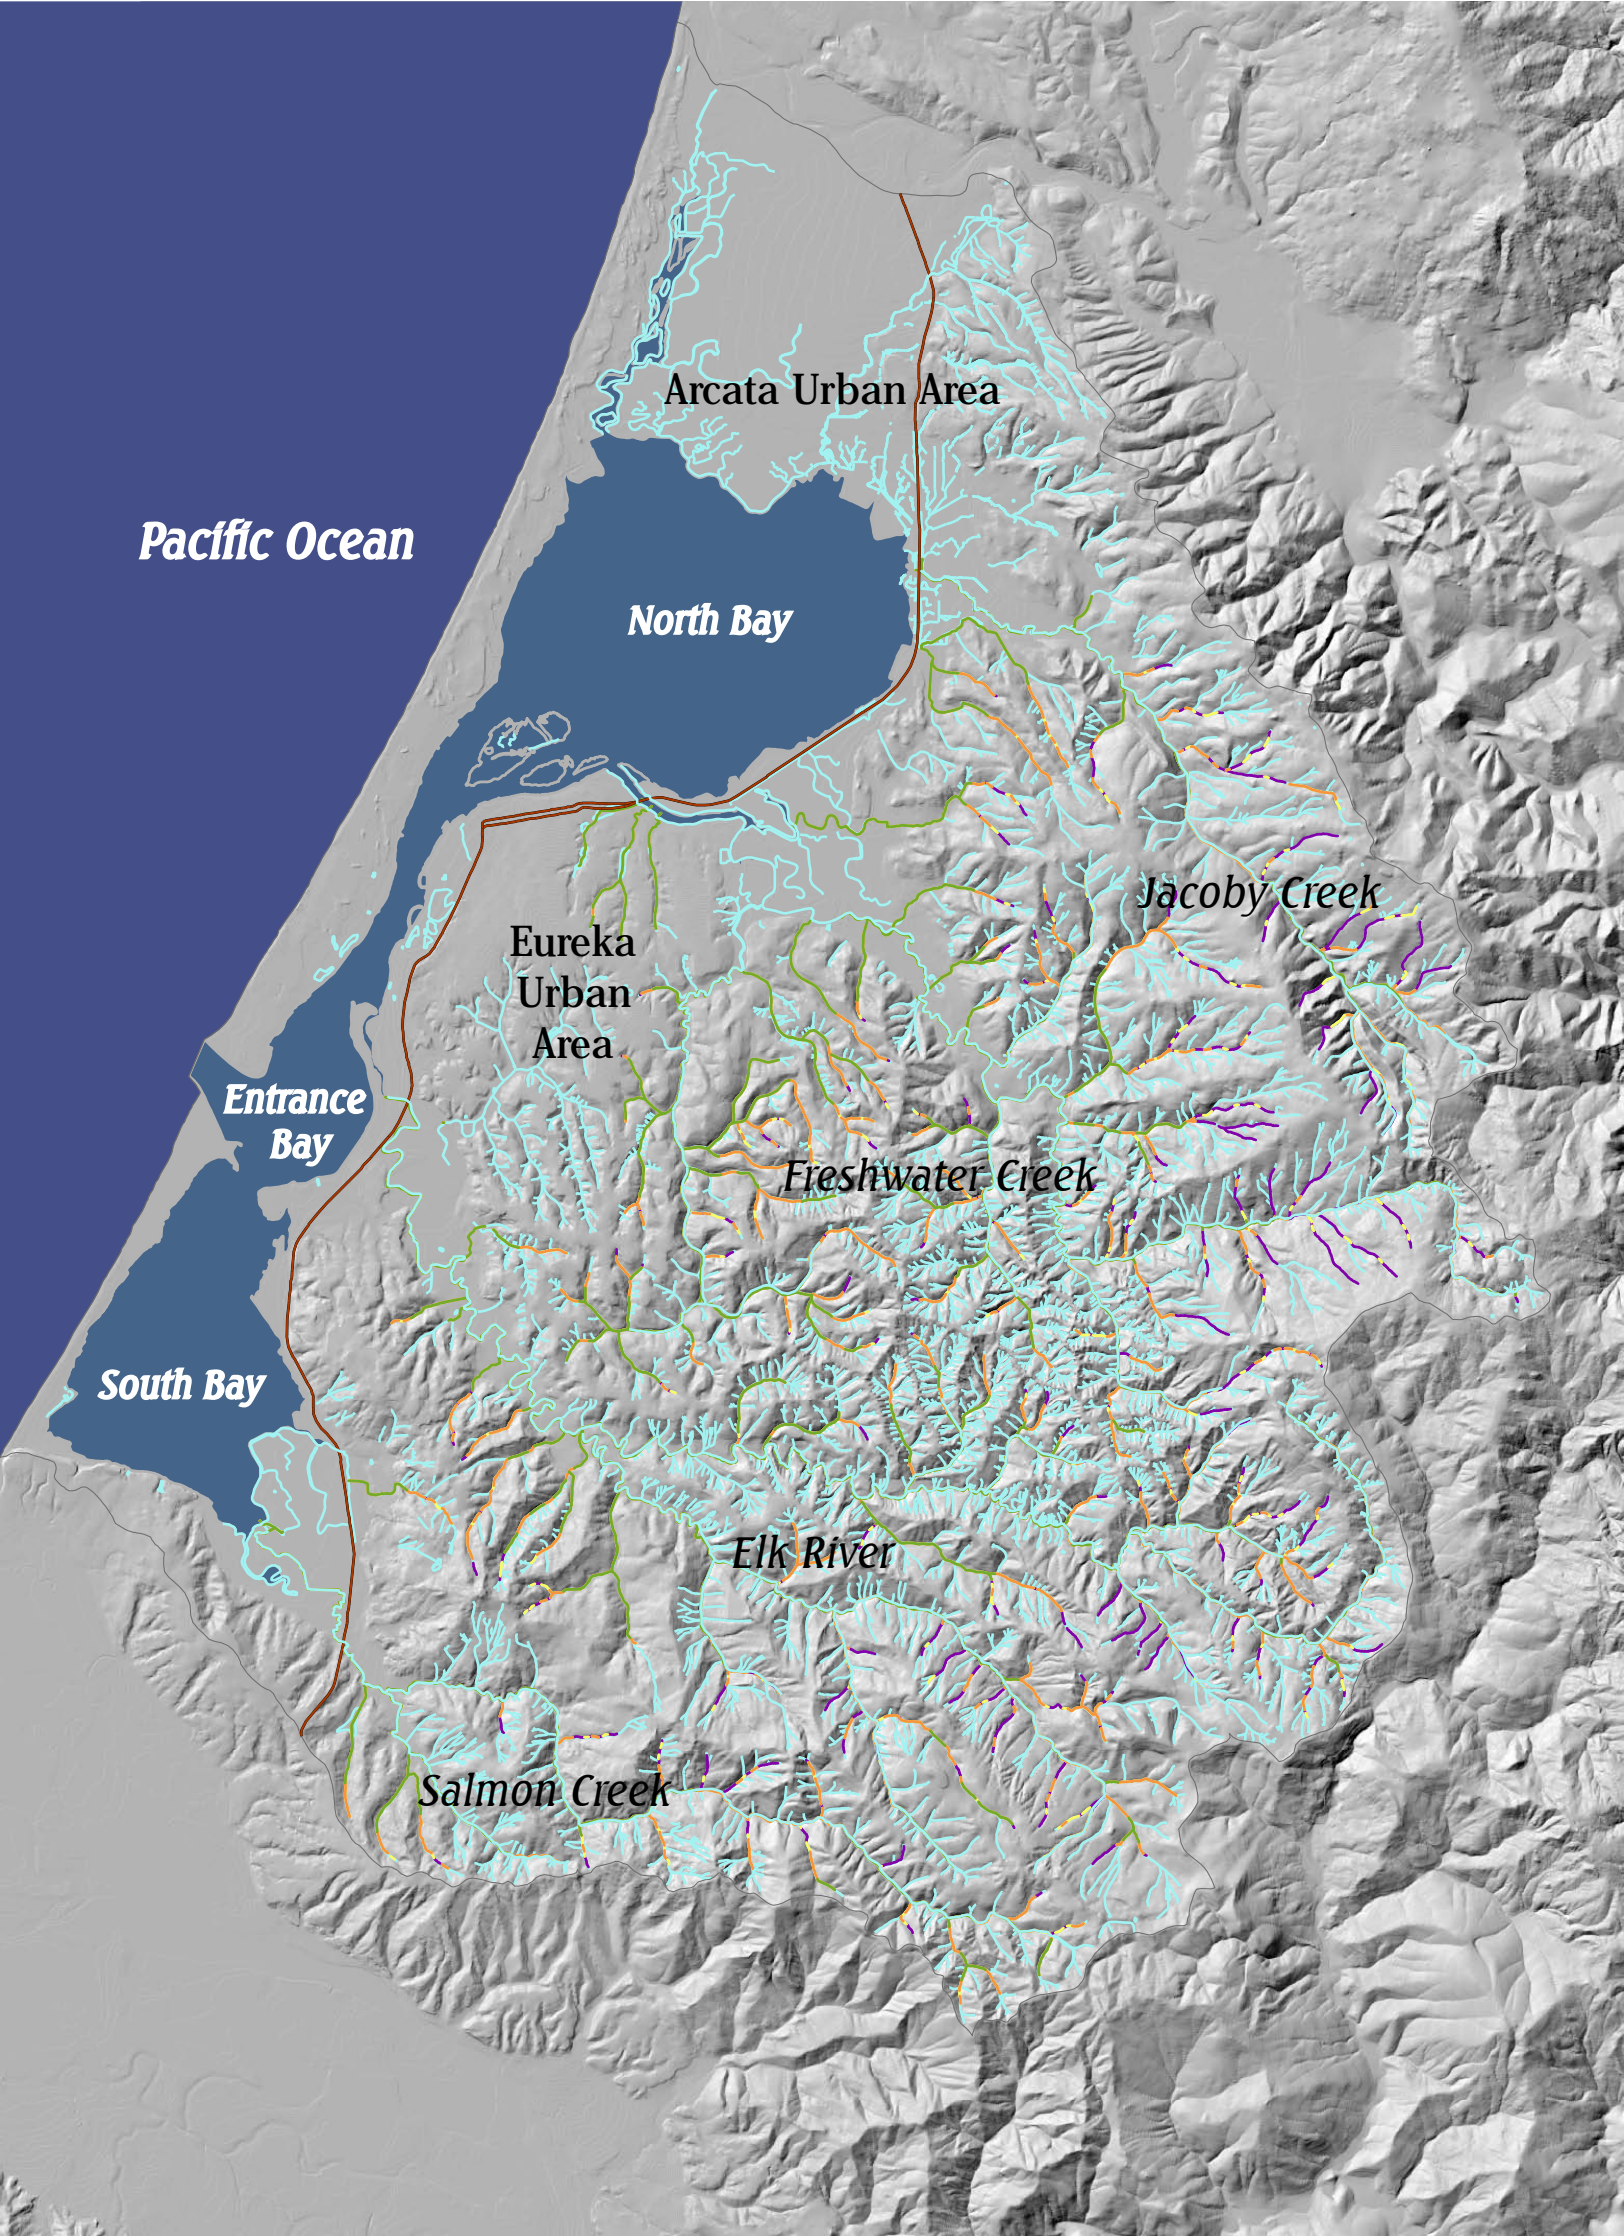 Arcata Urban Area
Pacific Ocean
North Bay
Jacoby Creek
Eureka
Urban
Area
Entrance
Bay
Freshwater Creek
South Bay
Elk River
Salmon Creek